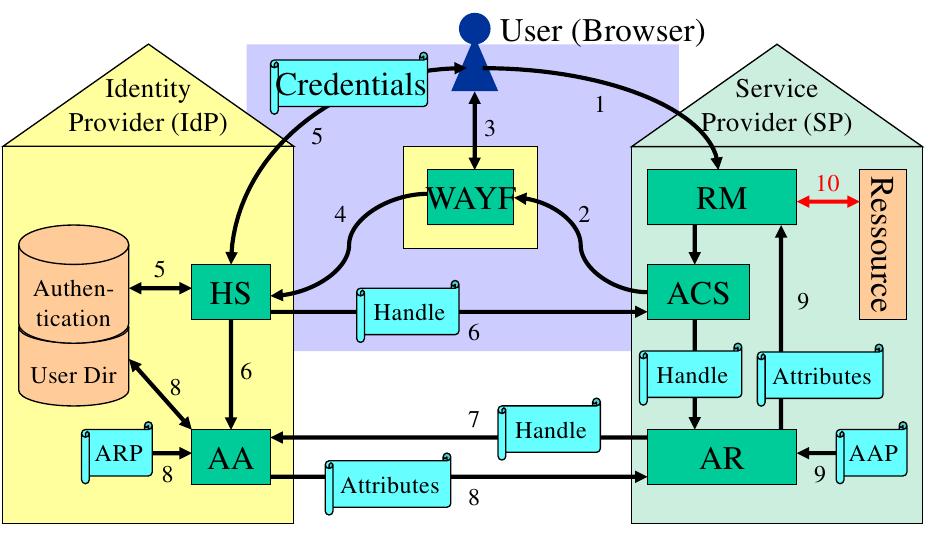 User (Browser)
Identity
Provider (IdP)
Credentials
Service
Provider (SP)
1
5
3
WAYF
RM
10
Ressource
4
2
5
Authen-
tication
HS
Handle
6
ACS
9
User Dir
8
6
Handle
Attributes
7
Handle
ARP
8
AA
Attributes
8
AR
9
AAP